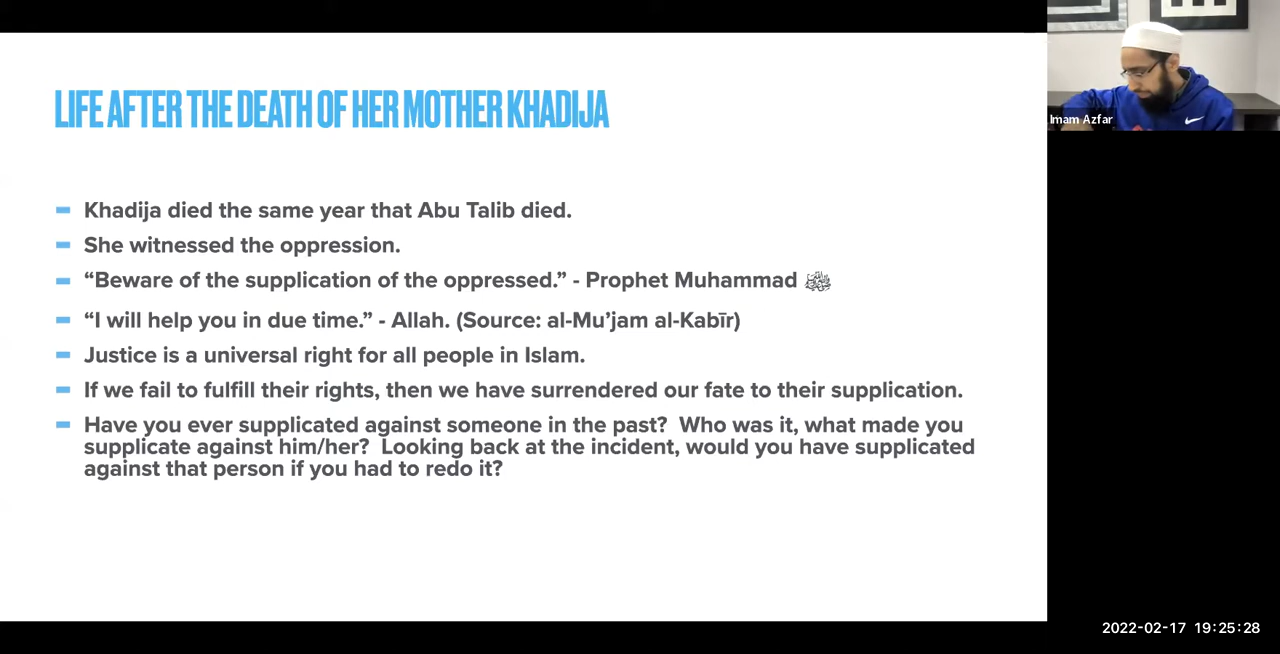 LIFE AFTER THE DEATH OF HER MOTHER KHADIJA
Khadija died the same year that Abu Talib died.
She witnessed the oppression.
“Beware of the supplication of the oppressed.” - Prophet Muhammad ﷺ
“I will help you in due time.” - Allah. (Source: al-Mu’jam al-Kabīr)
Justice is a universal right for all people in Islam.
If we fail to fulfill their rights, then we have surrendered our fate to their supplication.
Have you ever supplicated against someone in the past?  Who was it, what made you
supplicate against him/her?  Looking back at the incident, would you have supplicated
against that person if you had to redo it?
Imam Azfar
2022-02-17 19:25:28